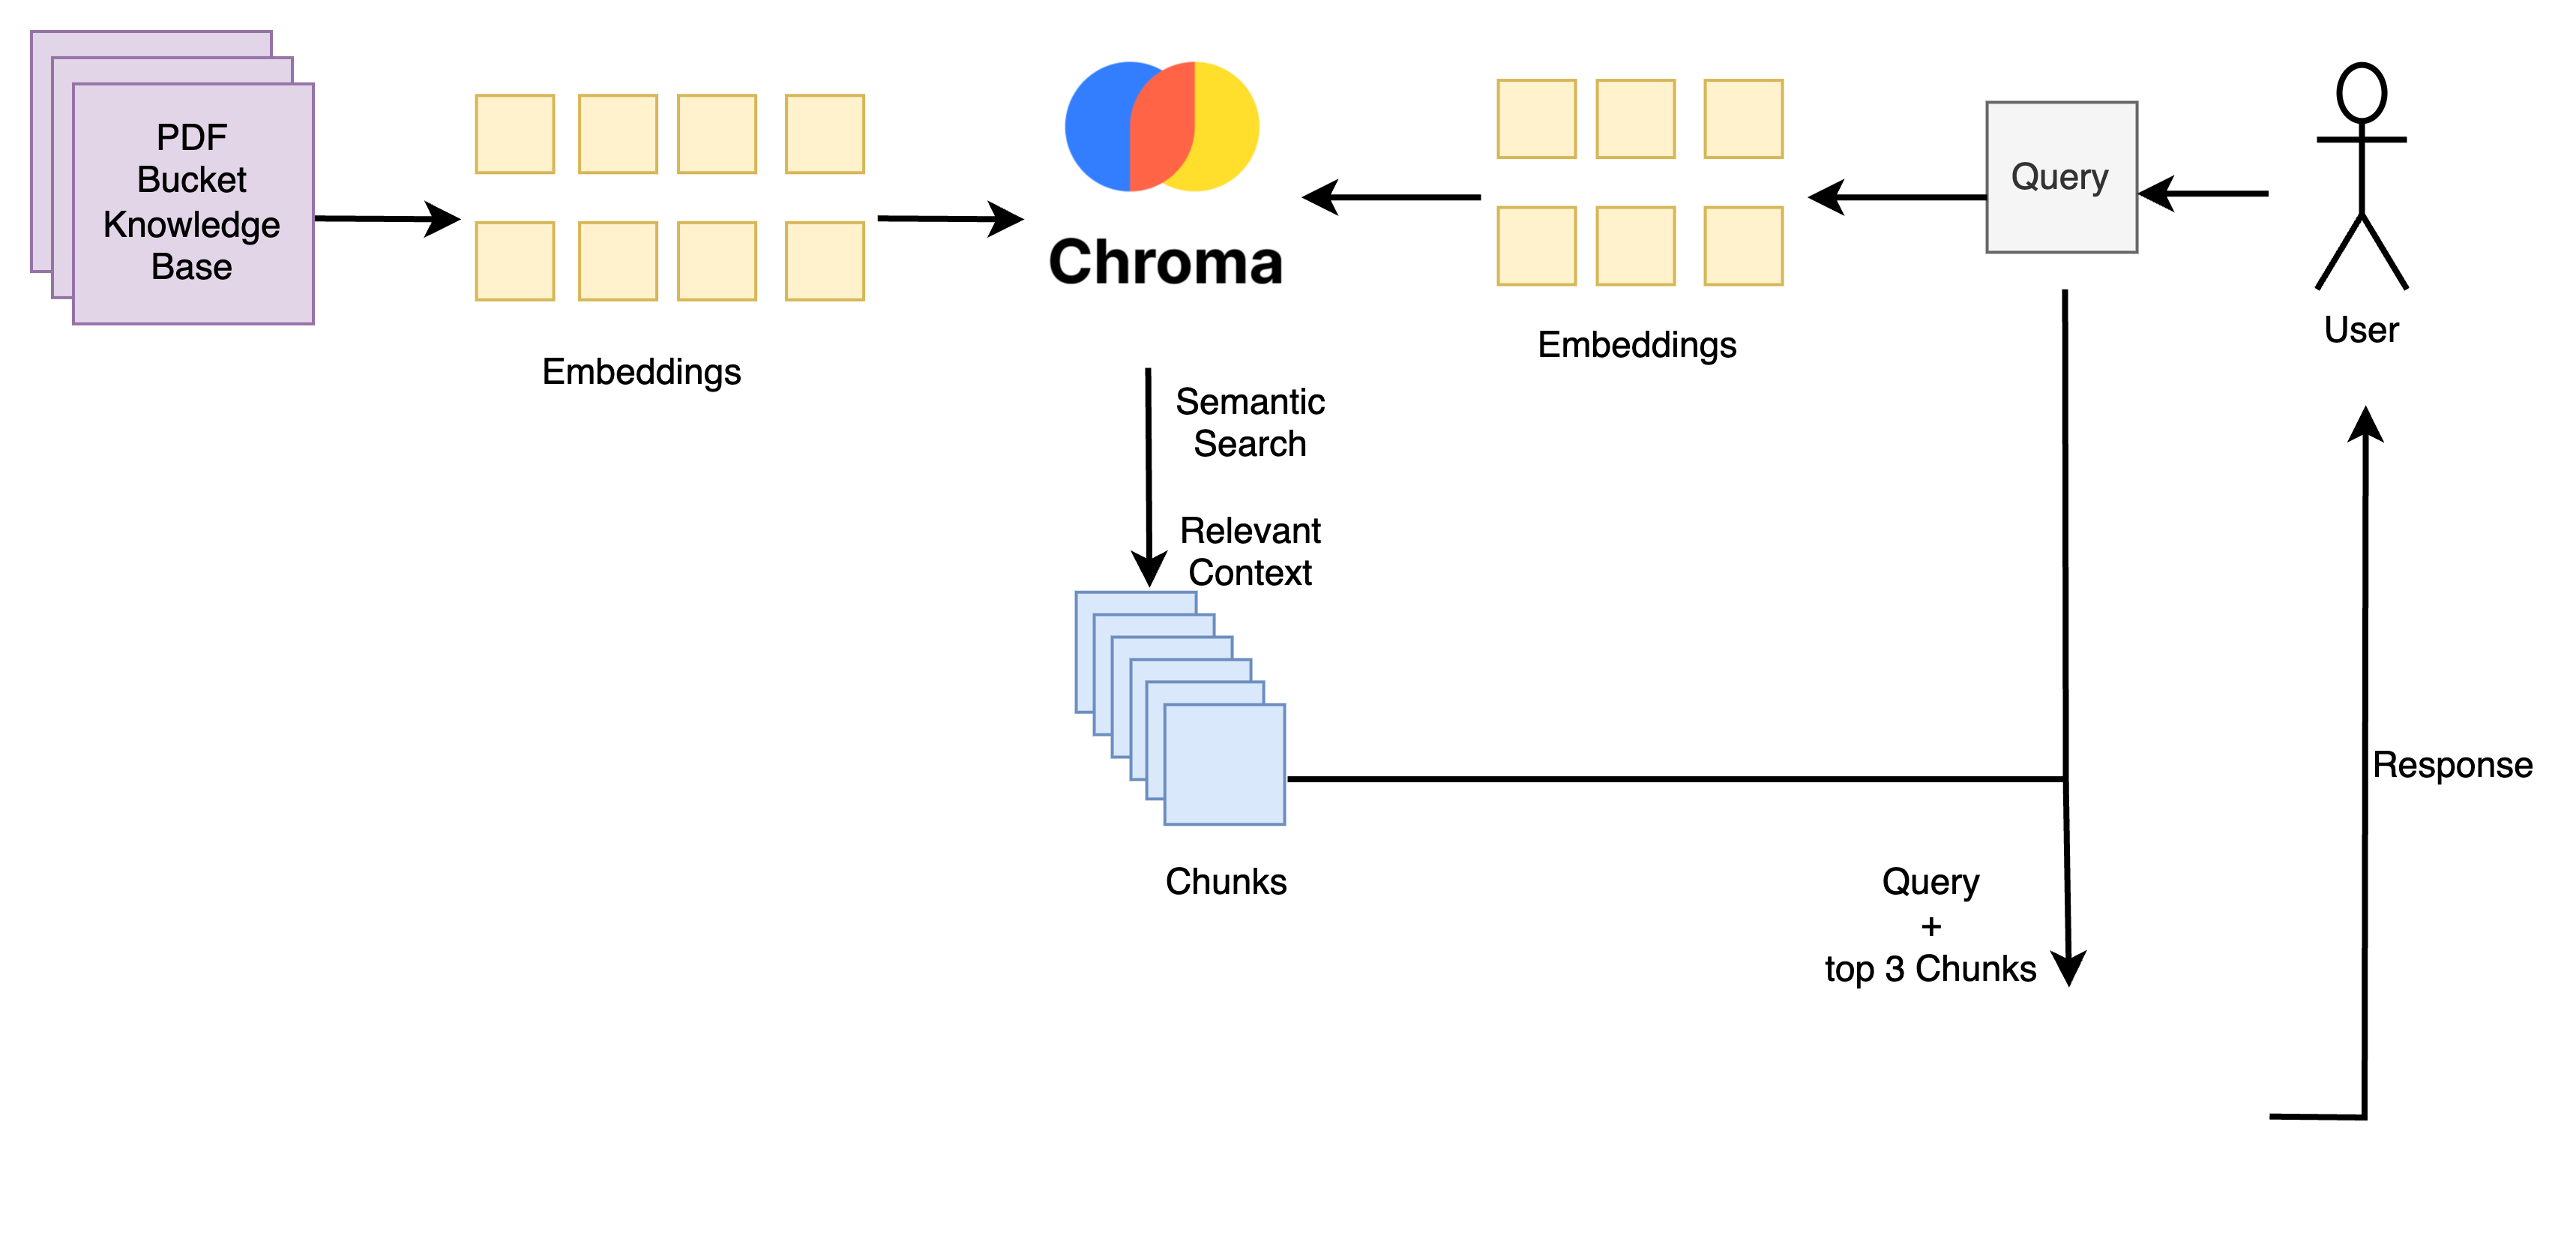 PDF
Bucket
Knowledge
Base
Embeddings
Chroma
Embeddings
Query
User
Semantic
Search
Relevant
Context
Chunks
Query
+
top 3 Chunks
Response